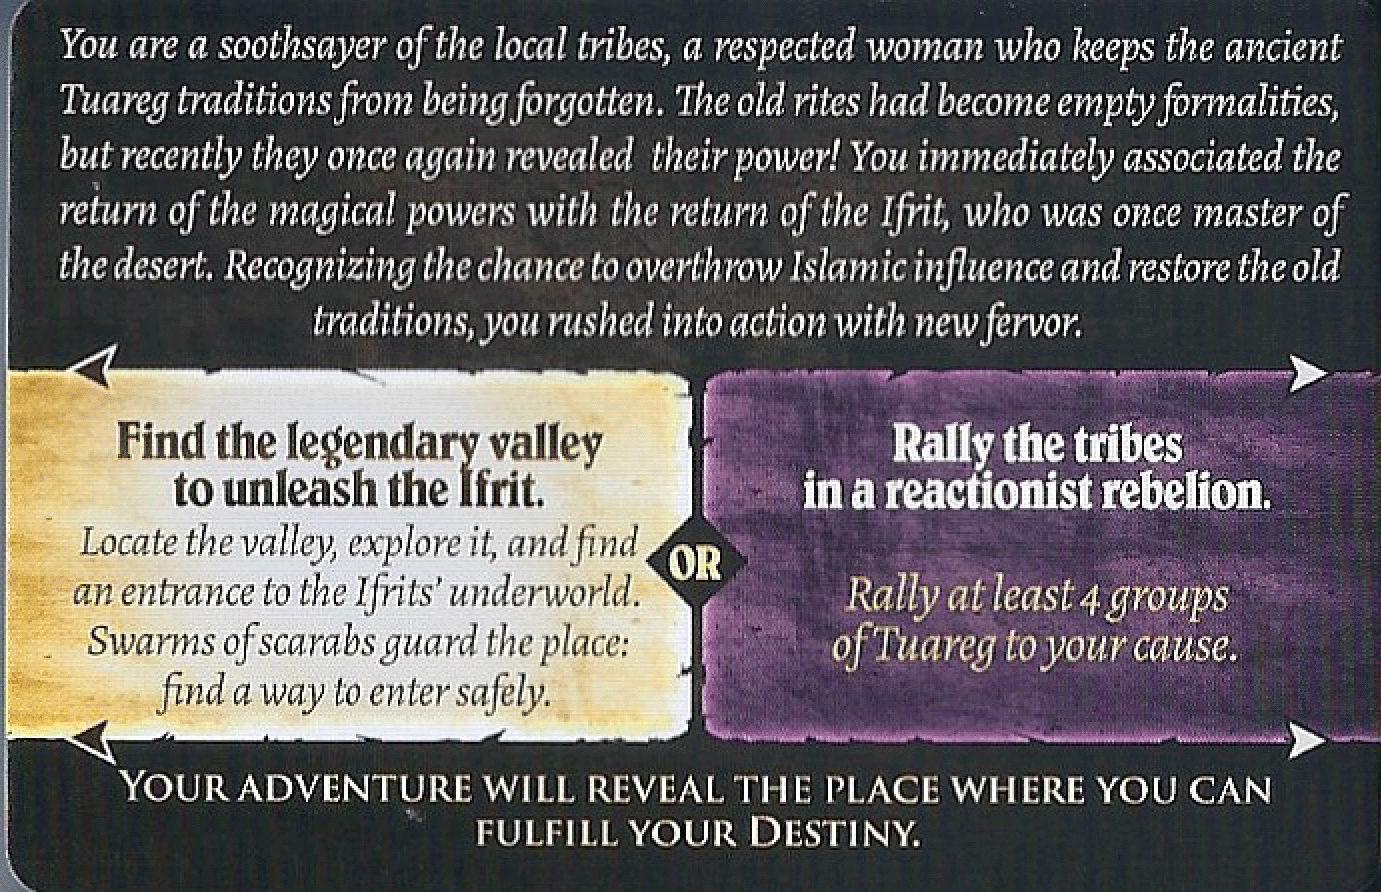 You are a soothsayer of the local tribes, a respected woman who keeps the ancient
Tuareg traditions from being forgotten. The old rites had become empty formalities,
but recently they once again revealed their power! You immediately associated the
return of the magical powers with the return of the Ifrit, who was once master of
the desert. Recognizing the chance to overthrow Islamic influence and restore the old
traditions, you rushed into action with new fervor.
Find the legendary valley
to unleash the Ifrit.
Locate the valley, explore it, and find
an entrance to the Ifrits' underworld.
Swarms of scarabs guard the place:
find a way to enter safely.
OR
Rally the tribes
in a reactionist rebelion.
Rally at least 4 groups
of Tuareg to your cause.
YOUR ADVENTURE WILL REVEAL THE PLACE WHERE YOU CAN
FULFILL YOUR DESTINY.